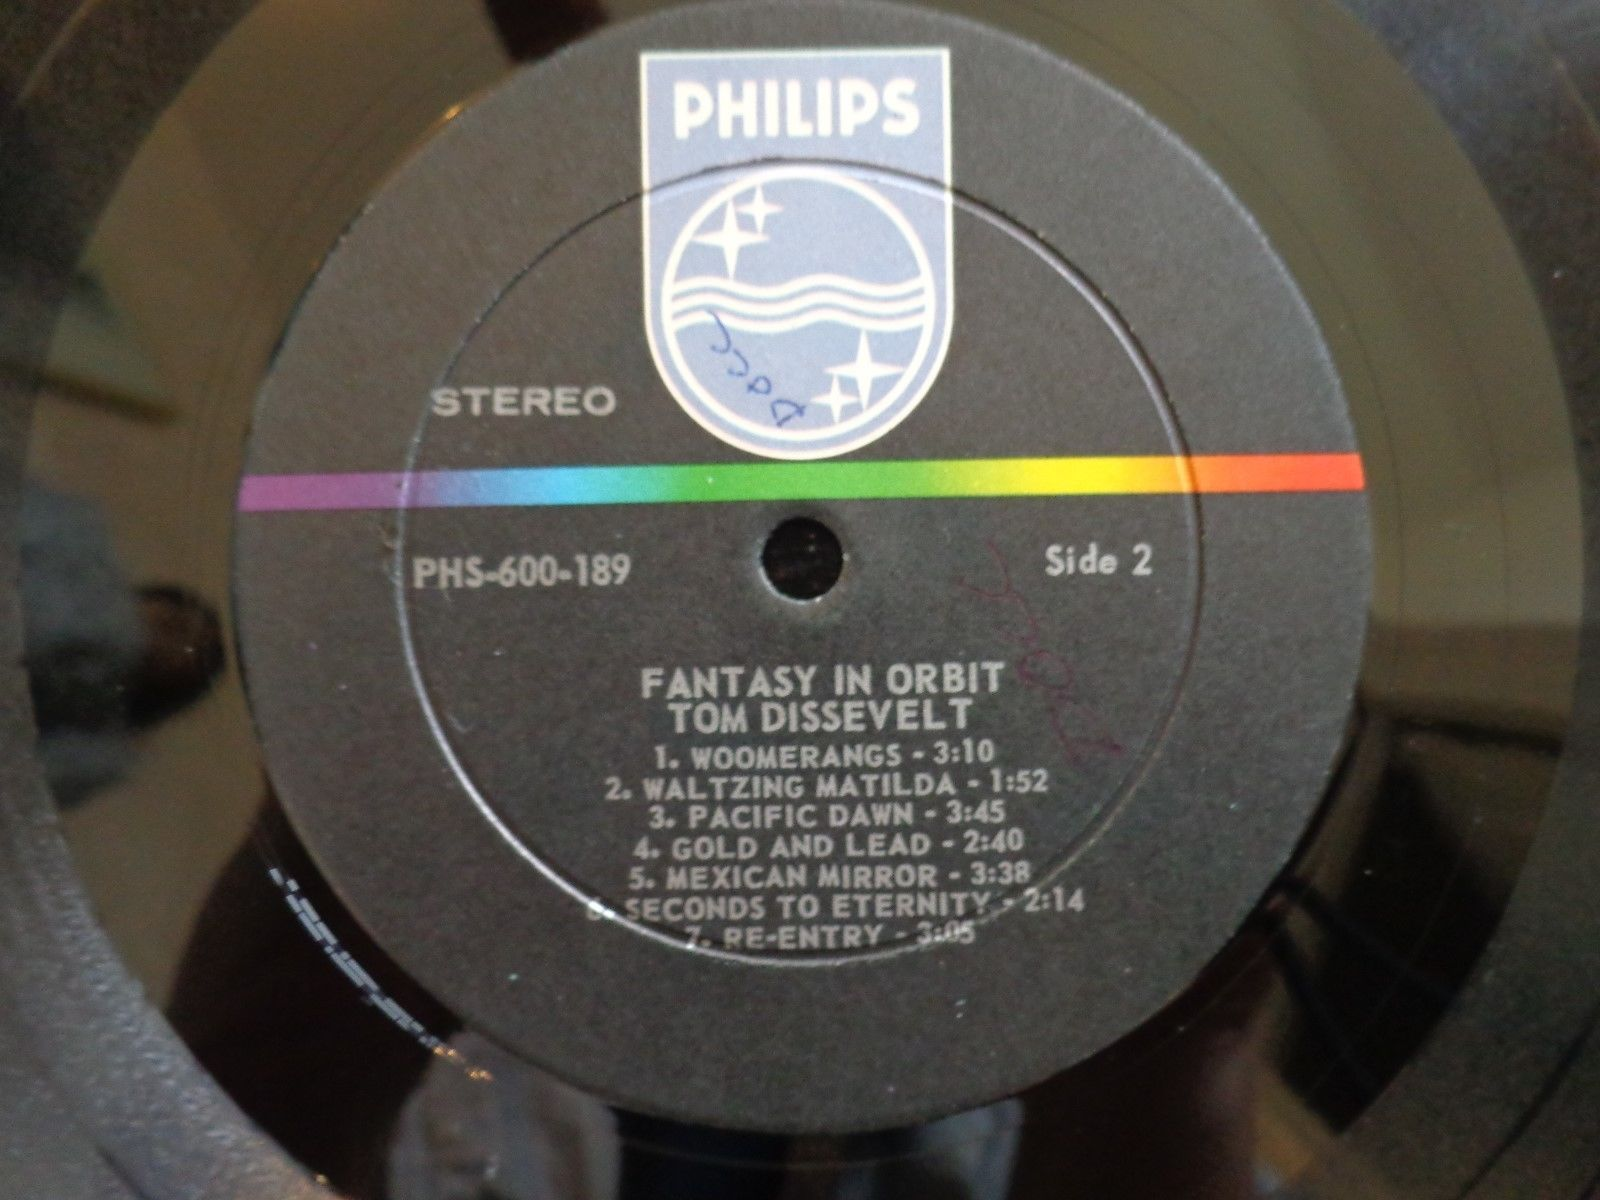 PHILIPS
STEREO
PHS-600-189
Side 2
FANTASY IN ORBIT
TOM DISSEVELT
1. WOOMERANGS - 3:10
2. WALTZING MATILDA - 1:52
3. PACIFIC DAWN - 3:45
4. GOLD AND LEAD - 2:40
5. MEXICAN MIRROR - 3:38
6. SECONDS TO ETERNITY - 2:14
7. RE-ENTRY - 3:05